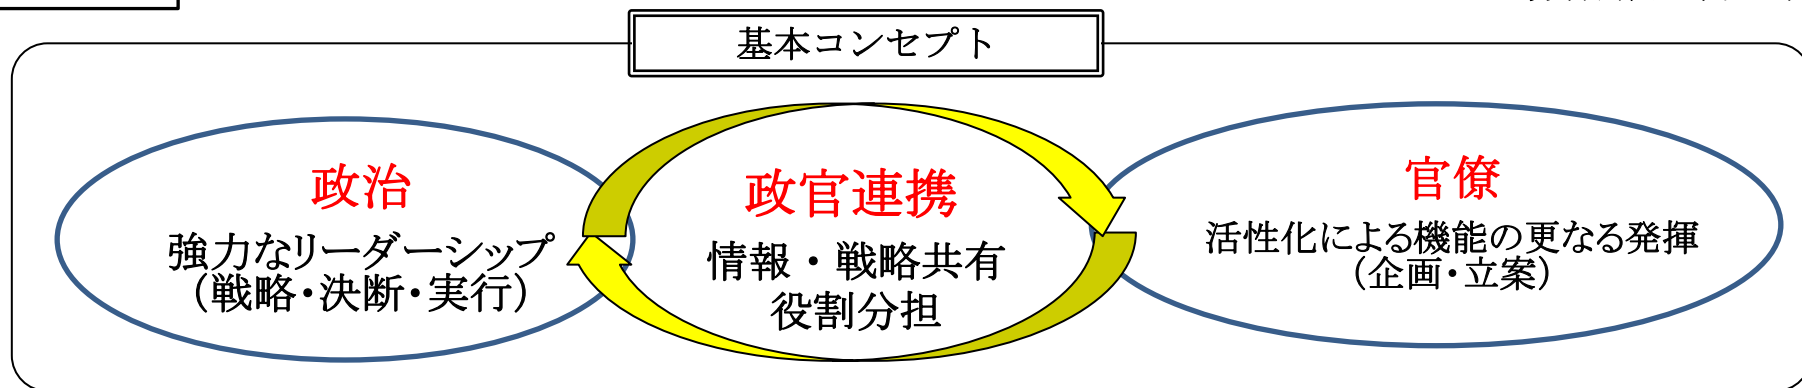 基本コンセプト
政治
強力なリーダーシップ
（戦略・決断・実行）
政官連携
情報・戦略共有
役割分担
官僚
活性化による機能の更なる発揮
（企画・立案）